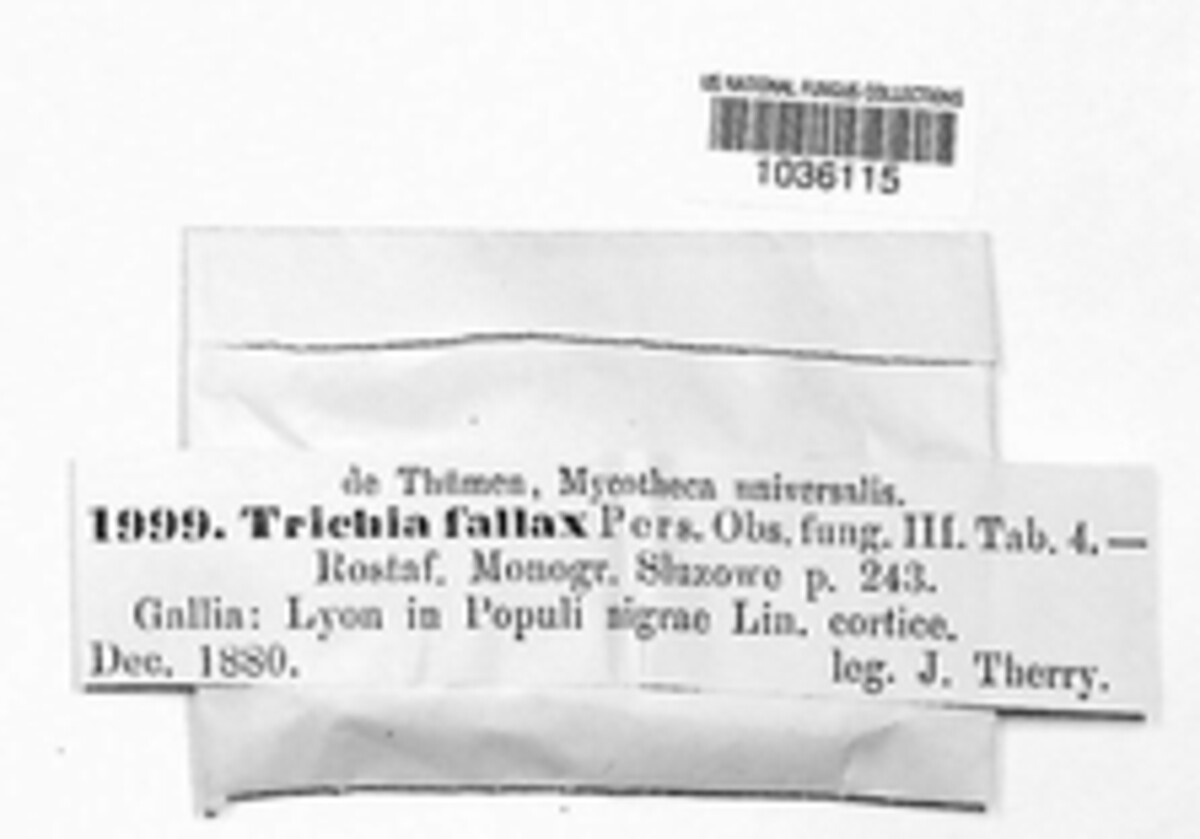 US NATIONAL FUNGUS COLLECTIONS
1036115
de Thümen, Mycotheca universalis.
1999. Trichia fallax Pers. Obs. fung. III. Tab. 4. —
Rostaf. Monogr. Sluzowe p. 243.
Gallia: Lyon in Populi nigrae Lin. cortice.
Dec. 1880. leg. J. Therry.